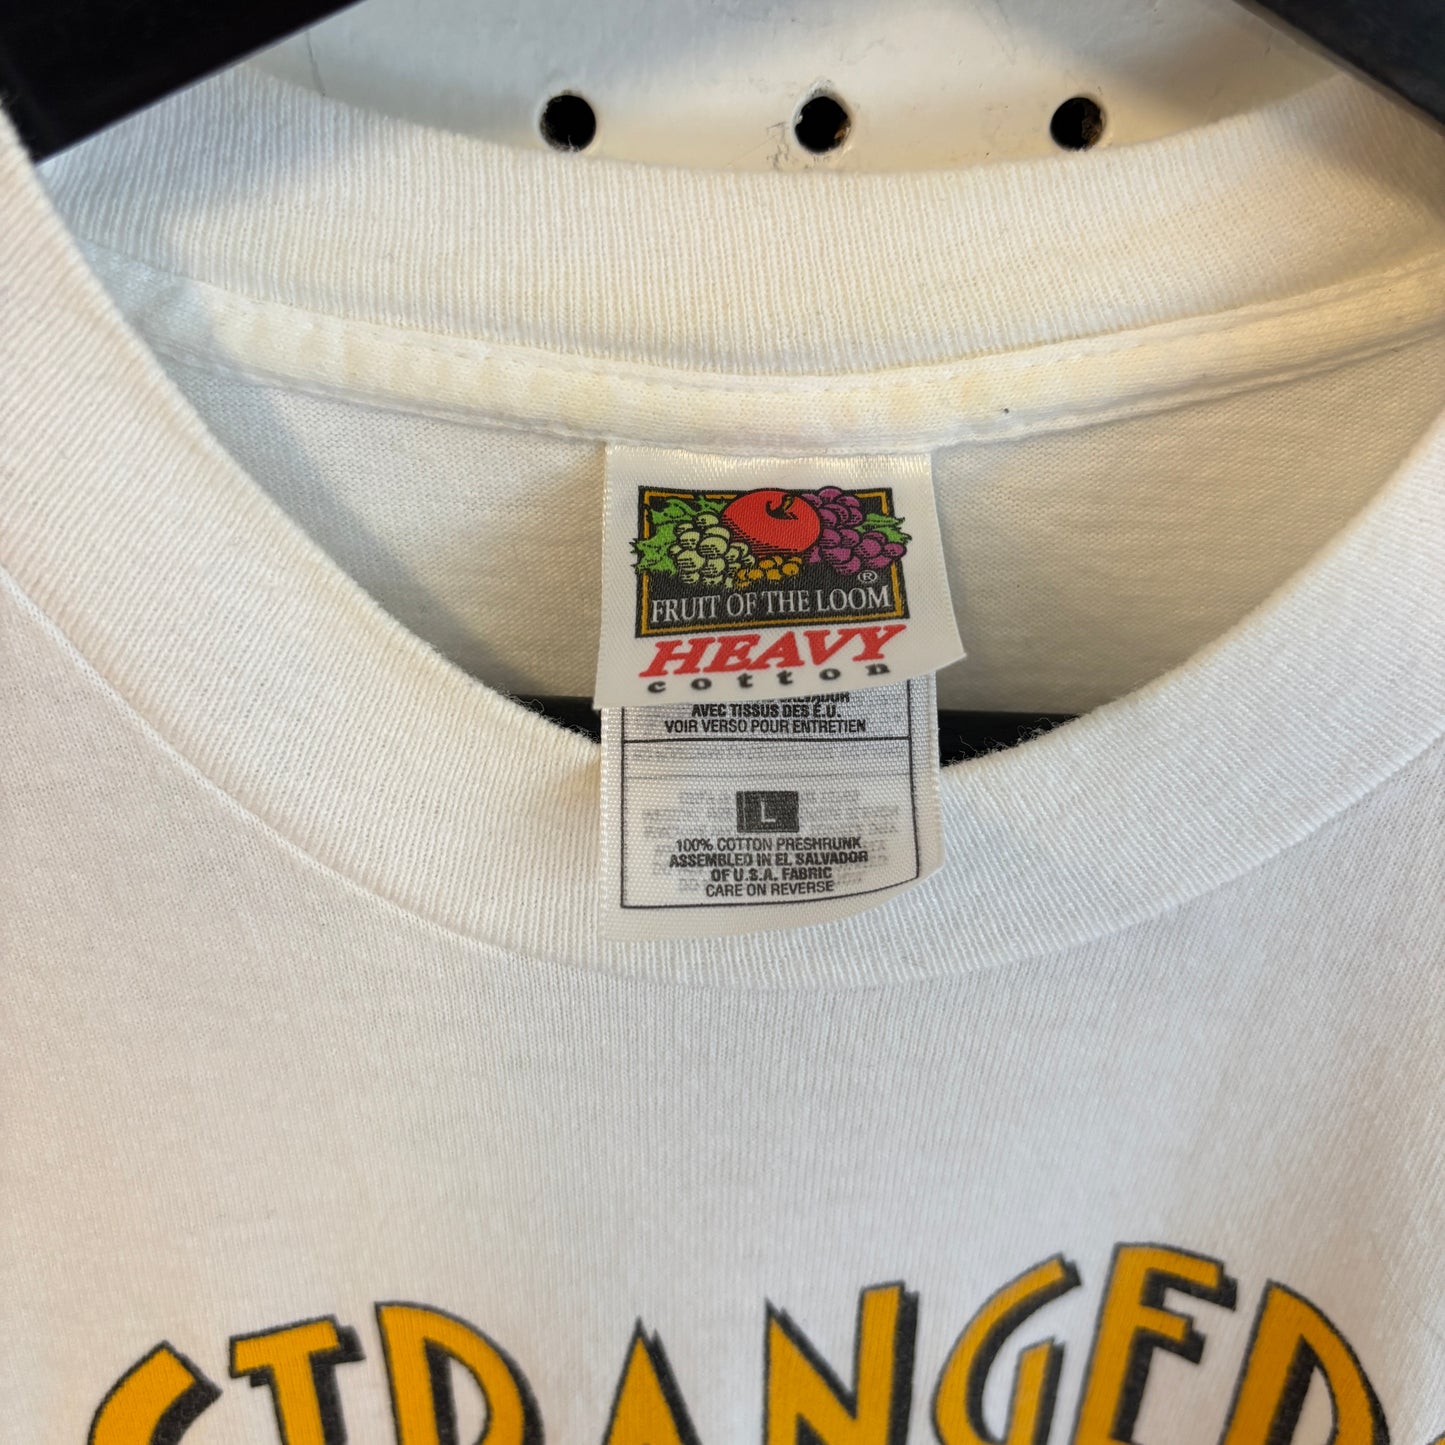 FRUIT OF THE LOOM ®
HEAVY
cotton
SALVADOR
AVEC TISSUS DES É.U.
VOIR VERSO POUR ENTRETIEN
L
100% COTTON PRESHRUNK
ASSEMBLED IN EL SALVADOR
OF U.S.A. FABRIC
CARE ON REVERSE
STRANGER